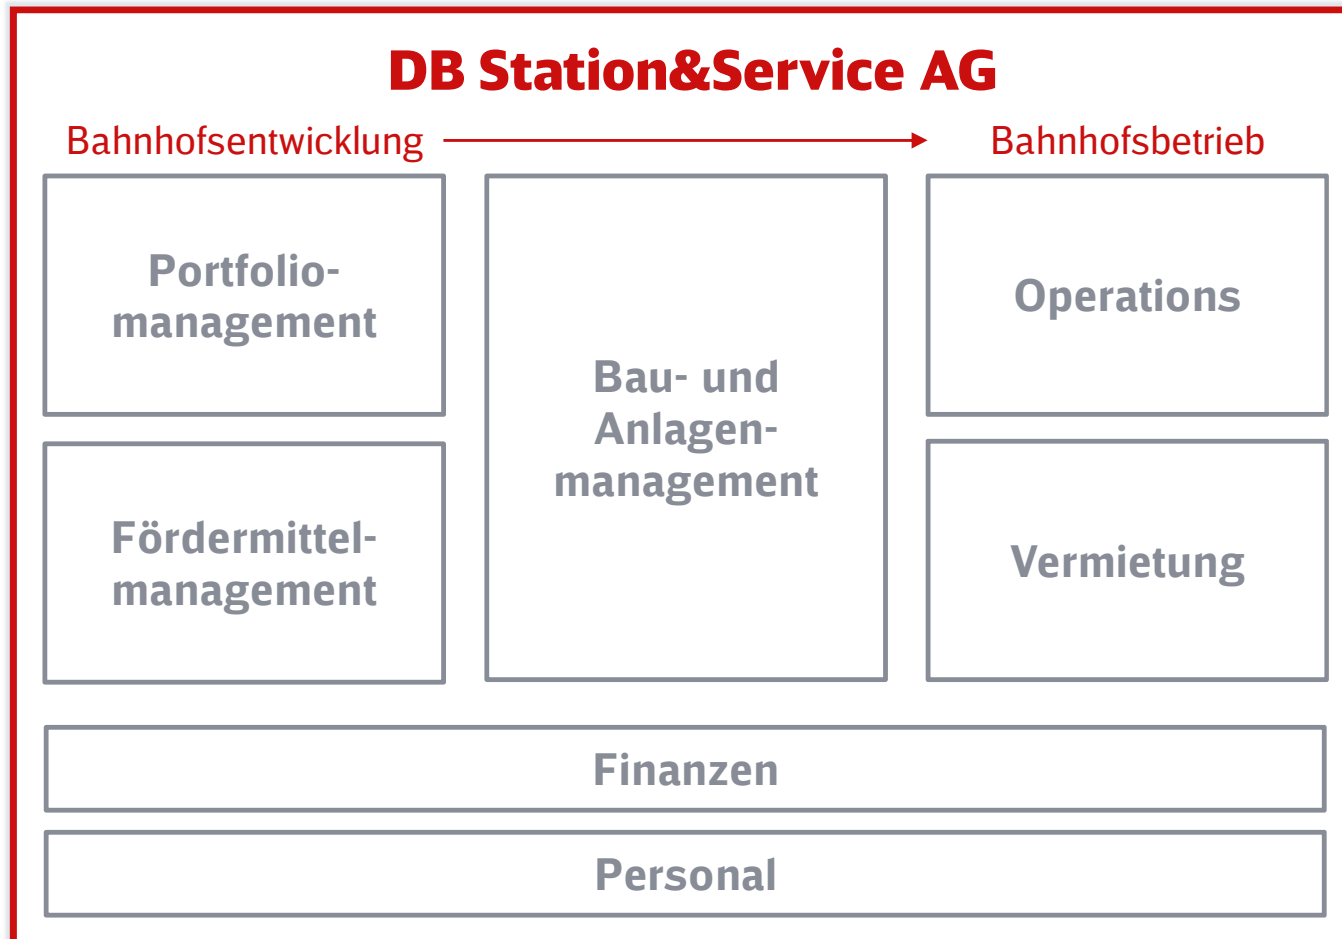 DB Station&Service AG
Bahnhofsentwicklung
Bahnhofsbetrieb
Portfolio-
management
Fördermittel-
management
Bau- und
Anlagen-
management
Operations
Vermietung
Finanzen
Personal